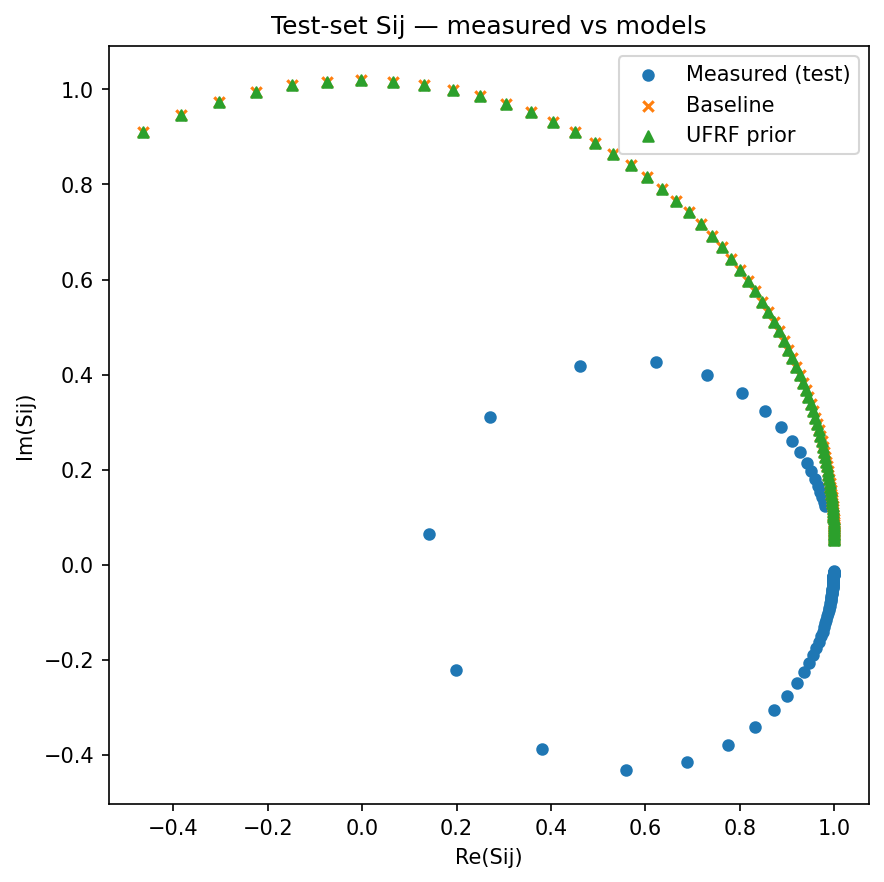 Test-set Sij — measured vs models
Measured (test)
Baseline
UFRF prior
Im(Sij)
1.0
0.8
0.6
0.4
0.2
0.0
−0.2
−0.4
−0.4 −0.2 0.0 0.2 0.4 0.6 0.8 1.0
Re(Sij)